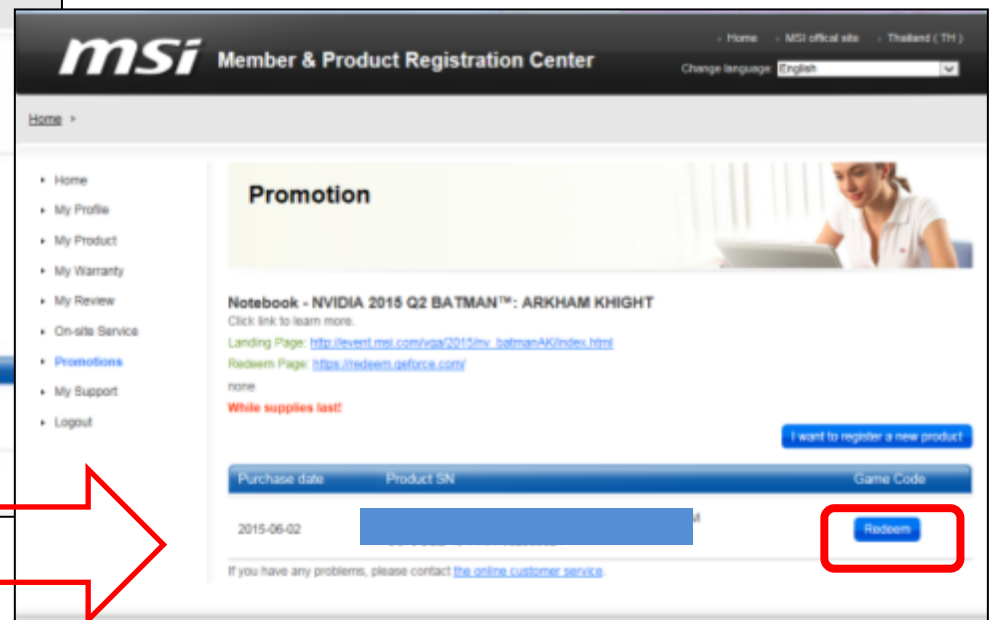 msi Member & Product Registration Center
Home MSI offical site Thailand ( TH )
Change language: English
Home
Home
My Profile
My Product
My Warranty
My Review
On-site Service
Promotions
My Support
Logout
Promotion
Notebook - NVIDIA 2015 Q2 BATMAN™: ARKHAM KHIGHT
Click link to learn more.
Landing Page: http://event.msi.com/vga/2015/nv_batmanAK/index.html
Redeem Page: https://redeem.geforce.com/
none
While supplies last!
I want to register a new product
Purchase date Product SN Game Code
2015-06-02 Redeem
If you have any problems, please contact the online customer service.